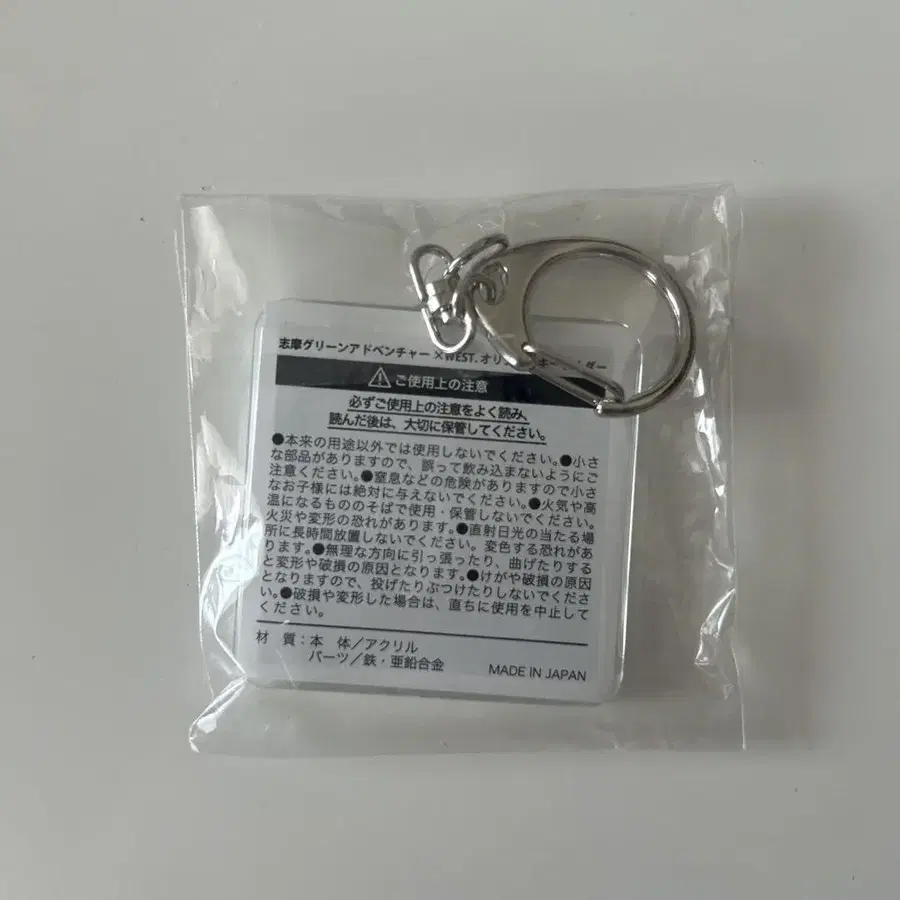 志摩グリーンアドベンチャー×WEST. オリ
ご使用上の注意
必ずご使用上の注意をよく読み、
読んだ後は、大切に保管してください。
●本来の用途以外では使用しないでください。●小さ
な部品がありますので、誤って飲み込まないようにご
注意ください。●窒息などの危険がありますので小さ
なお子様には絶対に与えないでください。●火気や高
温になるもののそばで使用・保管しないでください。
火災や変形の恐れがあります。●直射日光の当たる場
所に長時間放置しないでください。変色する恐れがあ
ります。●無理な方向に引っ張ったり、曲げたりする
と変形や破損の原因となります。●けがや破損の原因
となりますので、投げたりぶつけたりしないでくださ
い。●破損や変形した場合は、直ちに使用を中止して
ください。
材 質：本 体／アクリル
パーツ／鉄・亜鉛合金
MADE IN JAPAN